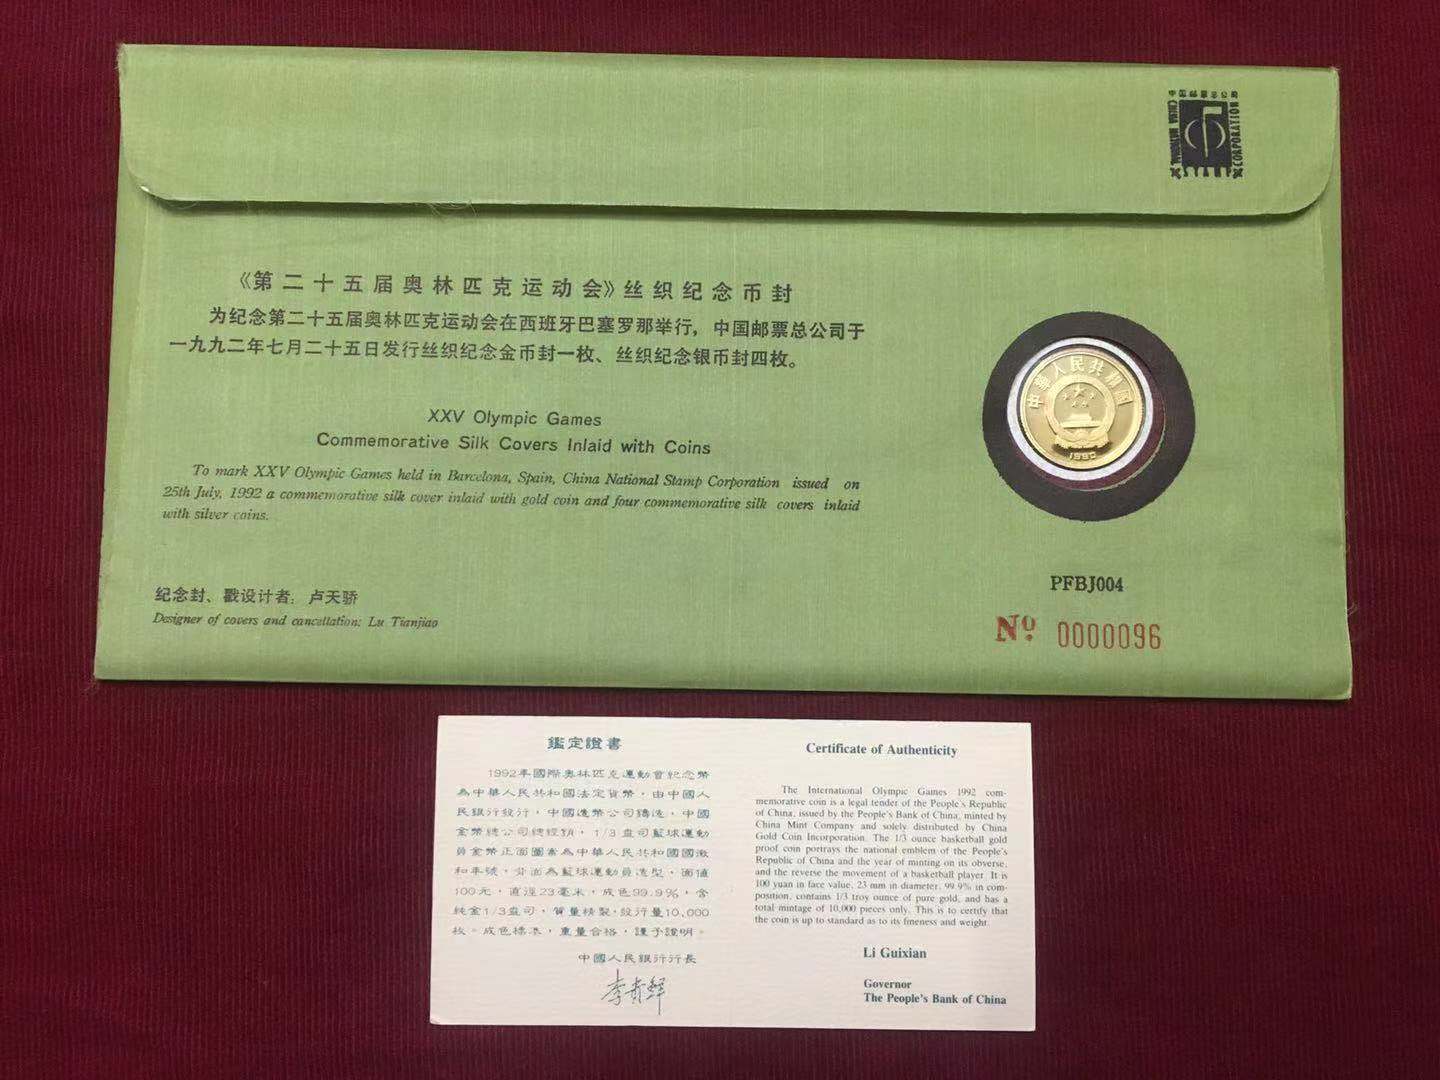 中国邮票总公司
CHINA NATIONAL
STAMP
CORPORATION
《第二十五届奥林匹克运动会》丝织纪念币封
为纪念第二十五届奥林匹克运动会在西班牙巴塞罗那举行，中国邮票总公司于
一九九二年七月二十五日发行丝织纪念金币封一枚、丝织纪念银币封四枚。
XXV Olympic Games
Commemorative Silk Covers Inlaid with Coins
To mark XXV Olympic Games held in Barcelona, Spain, China National Stamp Corporation issued on
25th July, 1992 a commemorative silk cover inlaid with gold coin and four commemorative silk covers inlaid
with silver coins.
纪念封、戳设计者：卢天骄
Designer of covers and cancellation: Lu Tianjiao
中华人民共和国
1990
PFBJ004
No 0000096
鑑定證書
1992年國際奧林匹克運動會紀念幣
為中華人民共和國法定貨幣，由中國人
民銀行發行，中國造幣公司鑄造，中國
金幣總公司總經銷，1/3盎司籃球運動
員金幣正面圖案為中華人民共和國國徽
和年號，背面為籃球運動員造型，面值
100元，直徑23毫米，成色99.9%，含
純金1/3盎司，質量精製，發行量10,000
枚。成色標準，重量合格，謹予證明。
中國人民銀行行長
李貴鮮
Certificate of Authenticity
The International Olympic Games 1992 com-
memorative coin is a legal tender of the People's Republic
of China, issued by the People's Bank of China, minted by
China Mint Company and solely distributed by China
Gold Coin Incorporation. The 1/3 ounce basketball gold
proof coin portrays the national emblem of the People's
Republic of China and the year of minting on its obverse,
and the reverse the movement of a basketball player. It is
100 yuan in face value, 23 mm in diameter, 99.9% in com-
position, contains 1/3 troy ounce of pure gold, and has a
total mintage of 10,000 pieces only. This is to certify that
the coin is up to standard as to its fineness and weight.
Li Guixian
Governor
The People's Bank of China